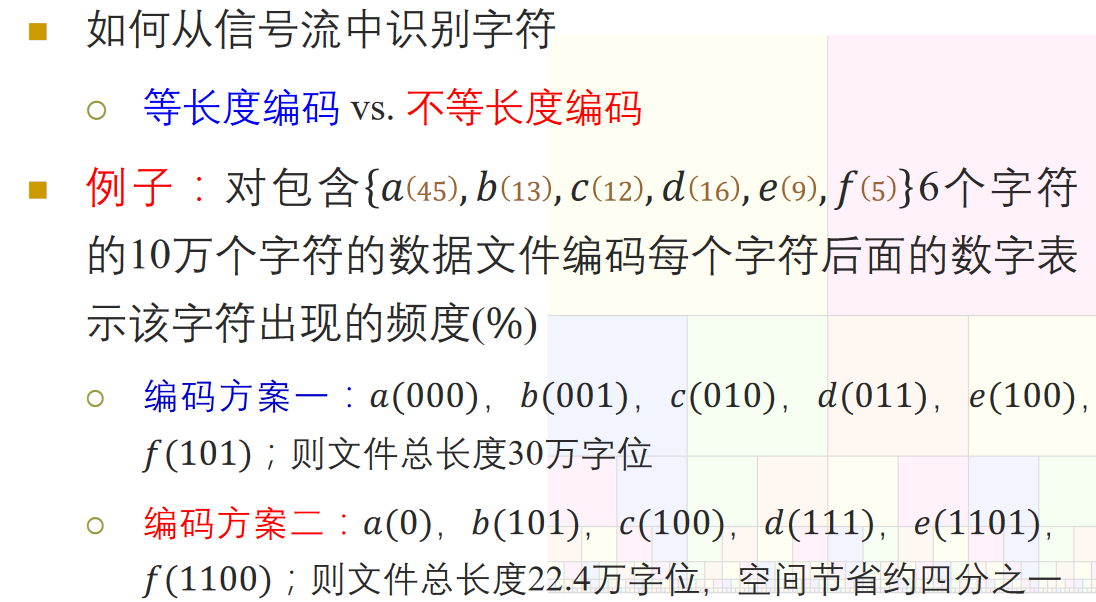 如何从信号流中识别字符
等长度编码 vs. 不等长度编码
例子：对包含{a(45),b(13),c(12),d(16),e(9),f(5)}6个字符
的10万个字符的数据文件编码每个字符后面的数字表
示该字符出现的频度(%)
编码方案一：a(000), b(001), c(010), d(011), e(100),
f(101)；则文件总长度30万字位
编码方案二：a(0), b(101), c(100), d(111), e(1101),
f(1100)；则文件总长度22.4万字位, 空间节省约四分之一